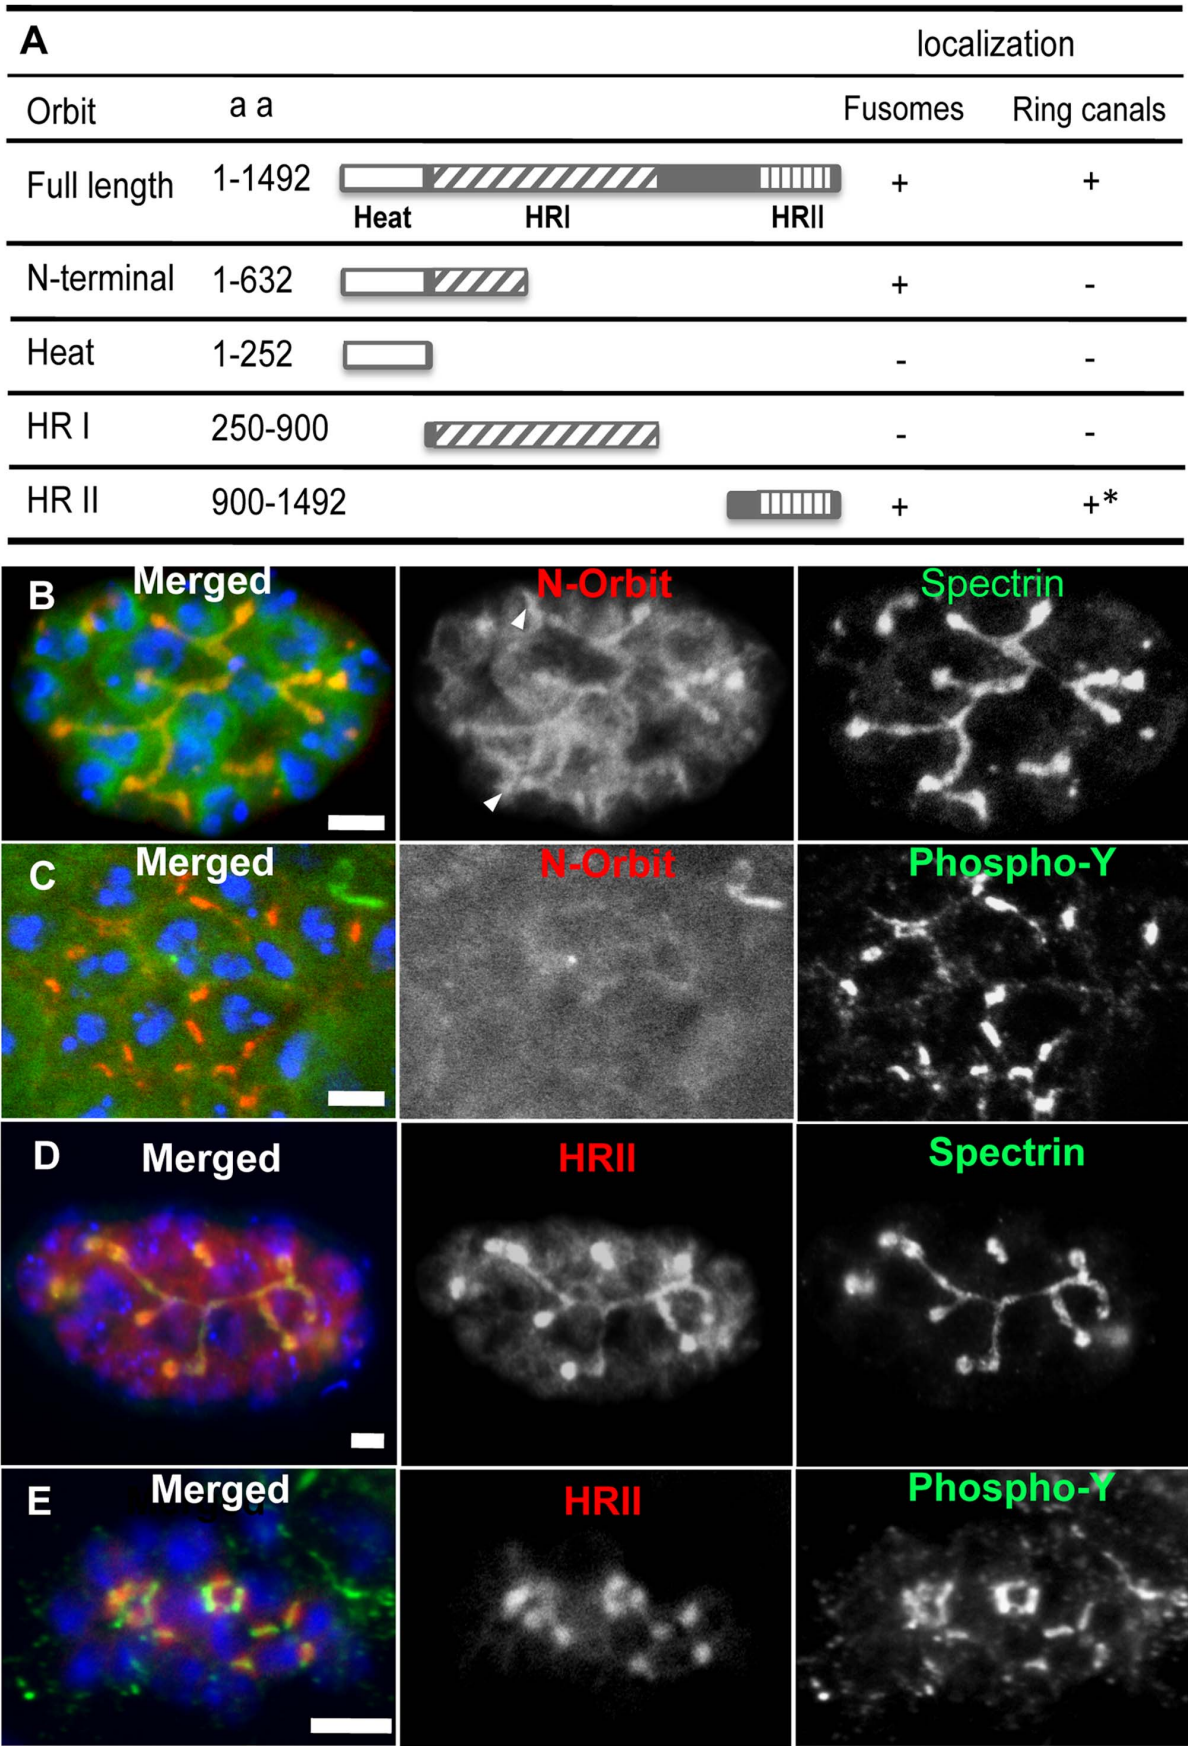 A
localization
Orbit a a Fusomes Ring canals
Full length 1-1492 + +
Heat HRI HRII
N-terminal 1-632 + -
Heat 1-252 - -
HR I 250-900 - -
HR II 900-1492 + +*
B Merged N-Orbit Spectrin
C Merged N-Orbit Phospho-Y
D Merged HRII Spectrin
E Merged HRII Phospho-Y